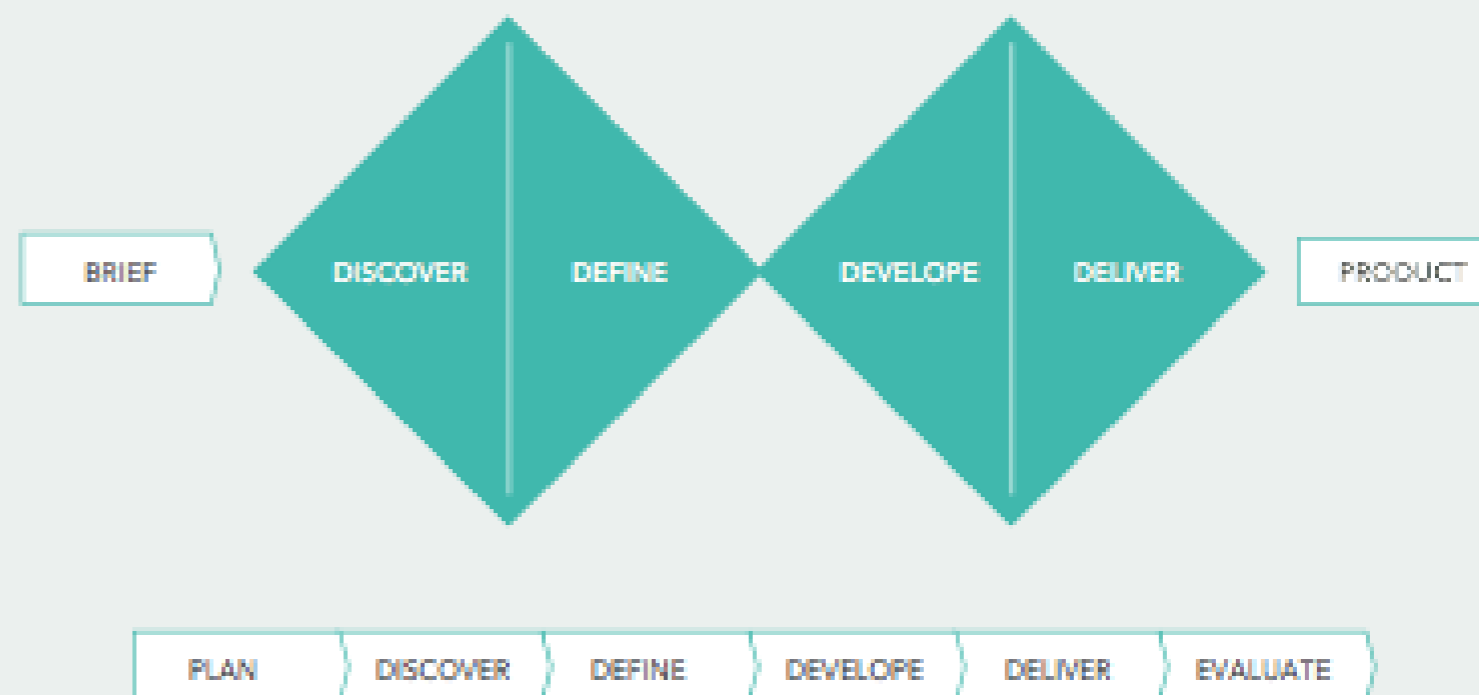 BRIEF DISCOVER DEFINE DEVELOPE DELIVER PRODUCT
PLAN DISCOVER DEFINE DEVELOPE DELIVER EVALUATE